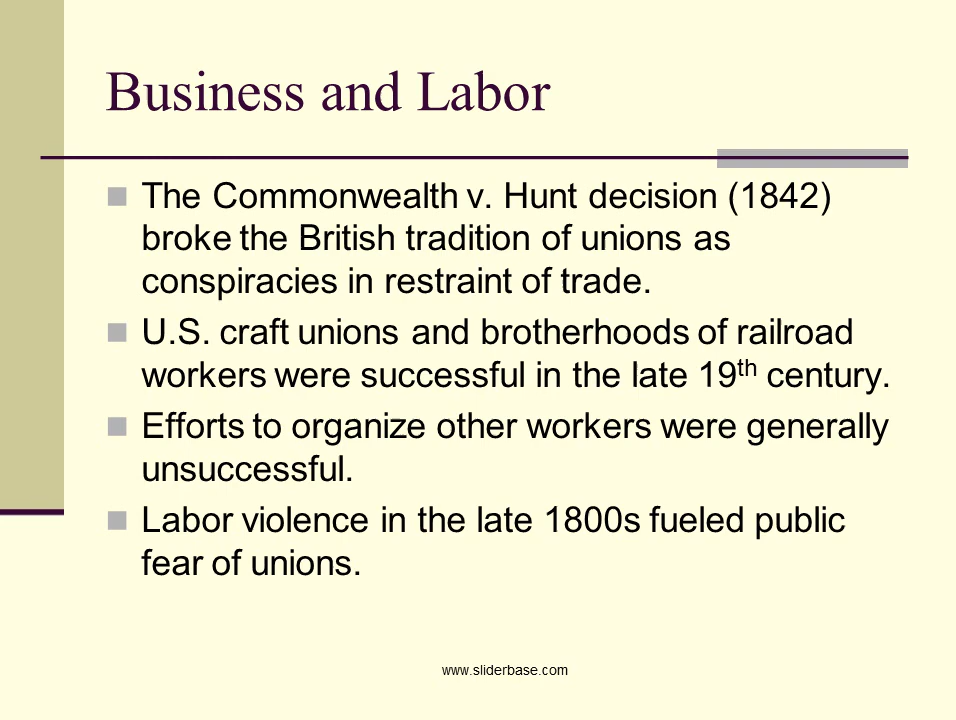 Business and Labor
The Commonwealth v. Hunt decision (1842)
broke the British tradition of unions as
conspiracies in restraint of trade.
U.S. craft unions and brotherhoods of railroad
workers were successful in the late 19th century.
Efforts to organize other workers were generally
unsuccessful.
Labor violence in the late 1800s fueled public
fear of unions.
www.sliderbase.com